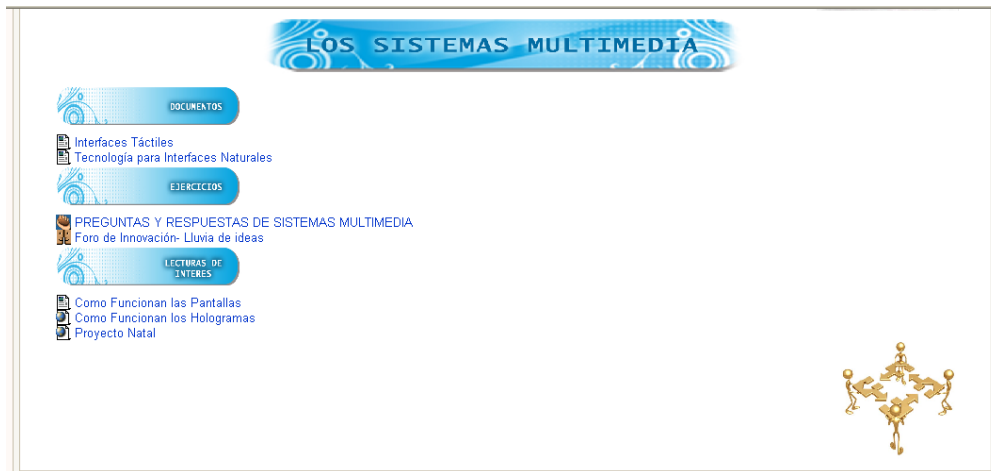 LOS SISTEMAS MULTIMEDIA
DOCUMENTOS
Interfaces Táctiles
Tecnología para Interfaces Naturales
EJERCICIOS
PREGUNTAS Y RESPUESTAS DE SISTEMAS MULTIMEDIA
Foro de Innovación- Lluvia de ideas
LECTURAS DE
INTERES
Como Funcionan las Pantallas
Como Funcionan los Hologramas
Proyecto Natal